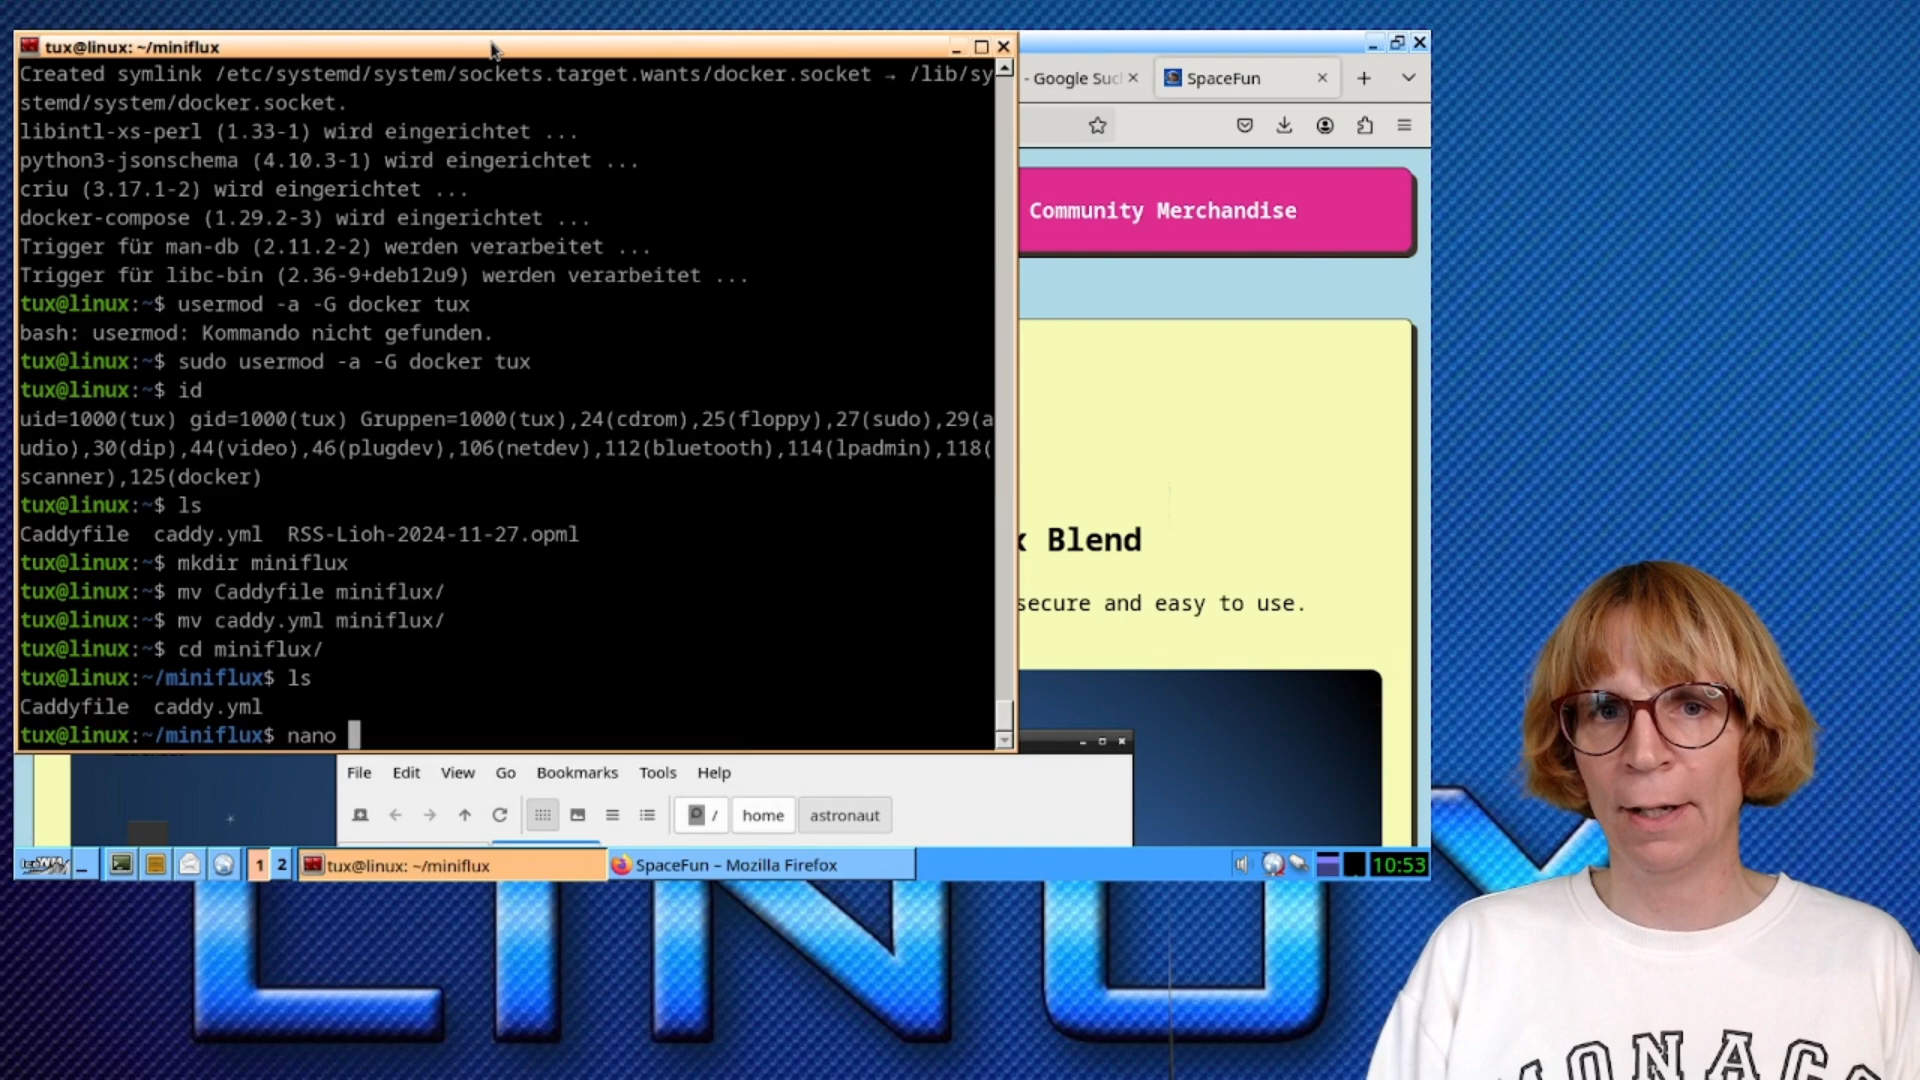 tux@linux: ~/miniflux
Created symlink /etc/systemd/system/sockets.target.wants/docker.socket → /lib/sy
stemd/system/docker.socket.
libintl-xs-perl (1.33-1) wird eingerichtet ...
python3-jsonschema (4.10.3-1) wird eingerichtet ...
criu (3.17.1-2) wird eingerichtet ...
docker-compose (1.29.2-3) wird eingerichtet ...
Trigger für man-db (2.11.2-2) werden verarbeitet ...
Trigger für libc-bin (2.36-9+deb12u9) werden verarbeitet ...
tux@linux:~$ usermod -a -G docker tux
bash: usermod: Kommando nicht gefunden.
tux@linux:~$ sudo usermod -a -G docker tux
tux@linux:~$ id
uid=1000(tux) gid=1000(tux) Gruppen=1000(tux),24(cdrom),25(floppy),27(sudo),29(a
udio),30(dip),44(video),46(plugdev),106(netdev),112(bluetooth),114(lpadmin),118(
scanner),125(docker)
tux@linux:~$ ls
Caddyfile  caddy.yml  RSS-Lioh-2024-11-27.opml
tux@linux:~$ mkdir miniflux
tux@linux:~$ mv Caddyfile miniflux/
tux@linux:~$ mv caddy.yml miniflux/
tux@linux:~$ cd miniflux/
tux@linux:~/miniflux$ ls
Caddyfile  caddy.yml
tux@linux:~/miniflux$ nano
- Google Suc
SpaceFun
Community Merchandise
x Blend
secure and easy to use.
File Edit View Go Bookmarks Tools Help
/ home astronaut
IceWM 1 2 tux@linux: ~/miniflux SpaceFun – Mozilla Firefox 10:53
LINUX
MONACO